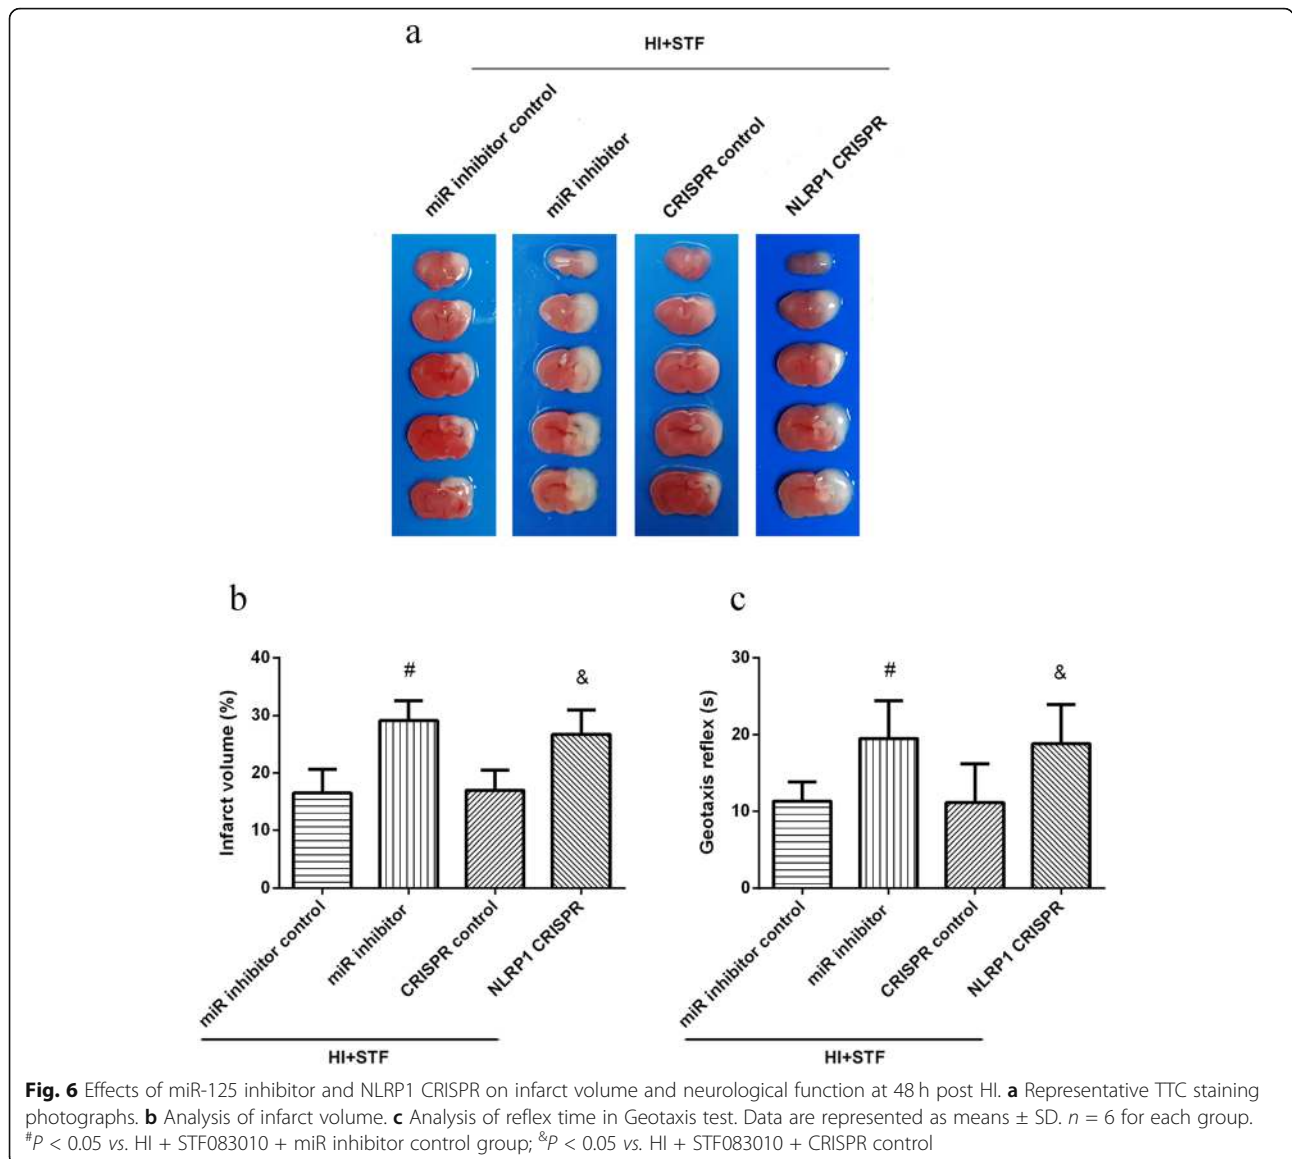 a
HI+STF
miR inhibitor control
miR inhibitor
CRISPR control
NLRP1 CRISPR
b
Infarct volume (%)
40
30
20
10
0
#
&
miR inhibitor control
miR inhibitor
CRISPR control
NLRP1 CRISPR
HI+STF
c
Geotaxis reflex (s)
30
20
10
0
#
&
miR inhibitor control
miR inhibitor
CRISPR control
NLRP1 CRISPR
HI+STF
Fig. 6 Effects of miR-125 inhibitor and NLRP1 CRISPR on infarct volume and neurological function at 48 h post HI. a Representative TTC staining
photographs. b Analysis of infarct volume. c Analysis of reflex time in Geotaxis test. Data are represented as means ± SD. n = 6 for each group.
#P < 0.05 vs. HI + STF083010 + miR inhibitor control group; &P < 0.05 vs. HI + STF083010 + CRISPR control